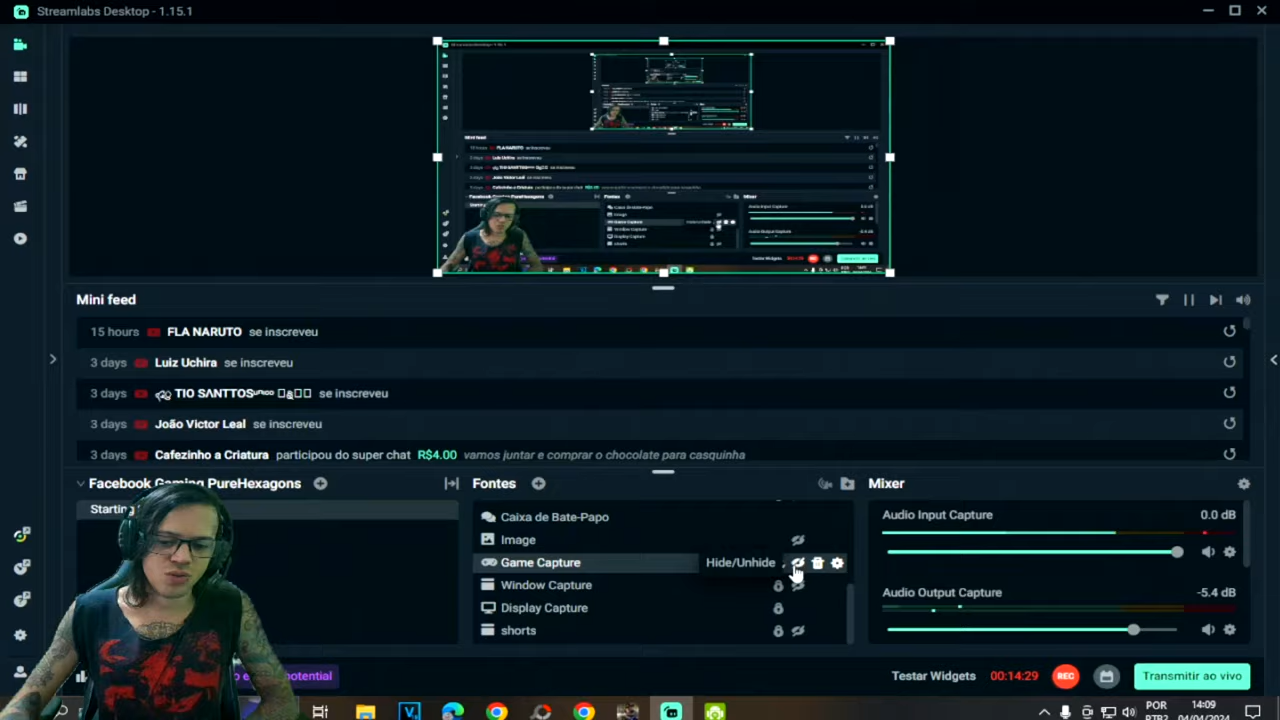 Streamlabs Desktop - 1.15.1
Mini feed
15 hours FLA NARUTO se inscreveu
3 days Luiz Uchira se inscreveu
3 days TIO SANTTOS se inscreveu
3 days João Victor Leal se inscreveu
3 days Cafezinho a Criatura participou do super chat R$4.00 vamos juntar e comprar o chocolate para casquinha
Facebook Gaming PureHexagons
Starting
Fontes
Caixa de Bate-Papo
Image
Game Capture Hide/Unhide
Window Capture
Display Capture
shorts
Mixer
Audio Input Capture 0.0 dB
Audio Output Capture -5.4 dB
potential
Testar Widgets 00:14:29 REC Transmitir ao vivo
POR 14:09
PTB2 04/04/2024